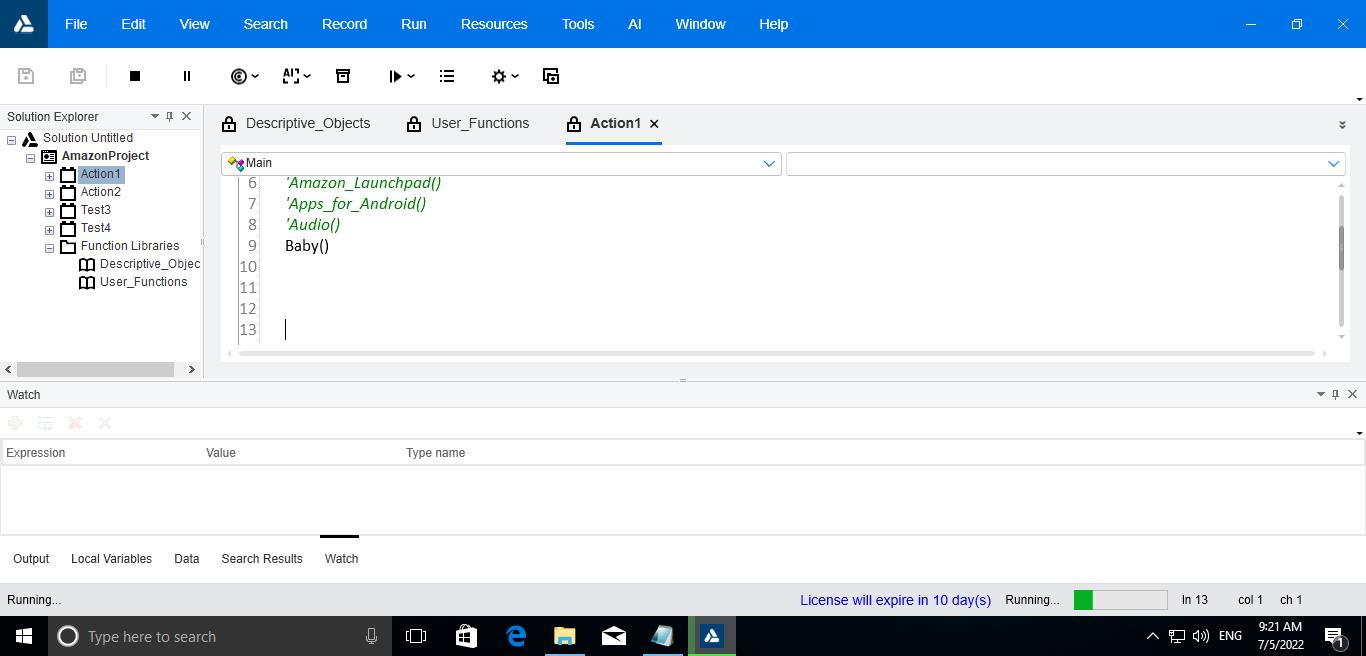 File Edit View Search Record Run Resources Tools AI Window Help
Solution Explorer
Solution Untitled
AmazonProject
Action1
Action2
Test3
Test4
Function Libraries
Descriptive_Objec
User_Functions
Descriptive_Objects User_Functions Action1
Main
6 'Amazon_Launchpad()
7 'Apps_for_Android()
8 'Audio()
9 Baby()
10
11
12
13
Watch
Expression Value Type name
Output Local Variables Data Search Results Watch
Running... License will expire in 10 day(s) Running... ln 13 col 1 ch 1
Type here to search ENG 9:21 AM
7/5/2022 1